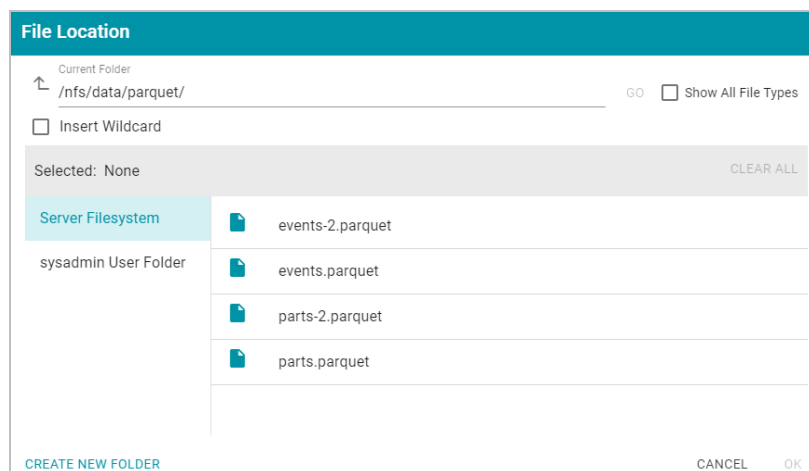 File Location
Current Folder
/nfs/data/parquet/
GO
Show All File Types
Insert Wildcard
Selected: None
CLEAR ALL
Server Filesystem
sysadmin User Folder
events-2.parquet
events.parquet
parts-2.parquet
parts.parquet
CREATE NEW FOLDER
CANCEL
OK